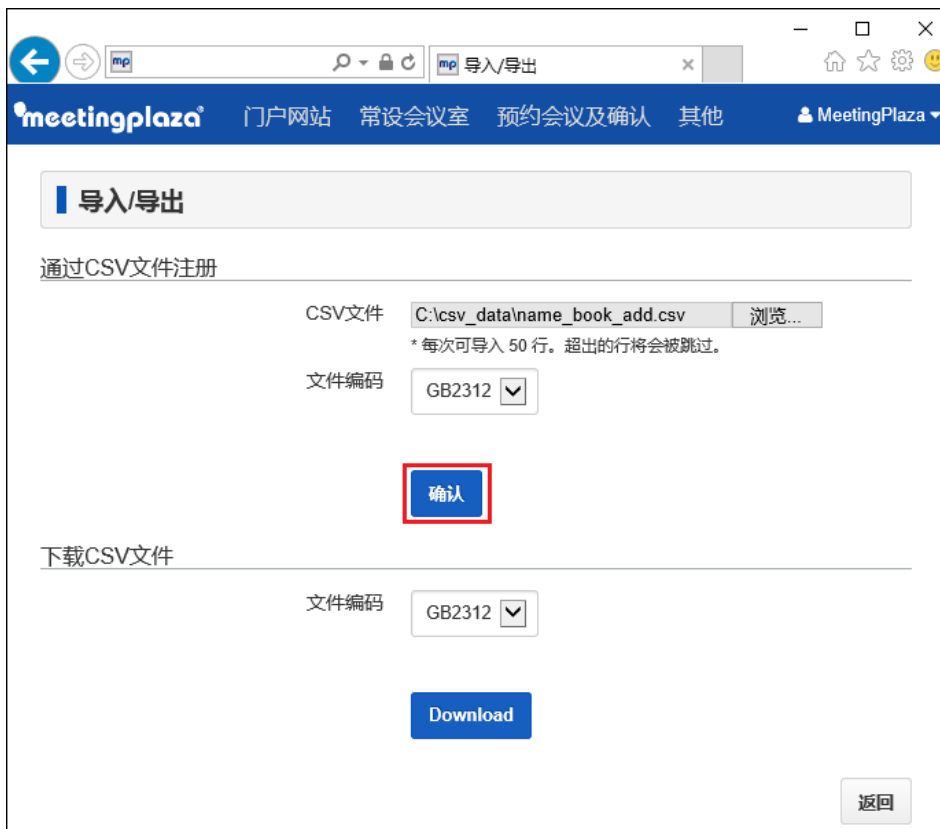 mp
mp 导入/导出
meetingplaza 门户网站 常设会议室 预约会议及确认 其他 MeetingPlaza
导入/导出
通过CSV文件注册
CSV文件 C:\csv_data\name_book_add.csv 浏览...
* 每次可导入 50 行。超出的行将会被跳过。
文件编码 GB2312
确认
下载CSV文件
文件编码 GB2312
Download
返回